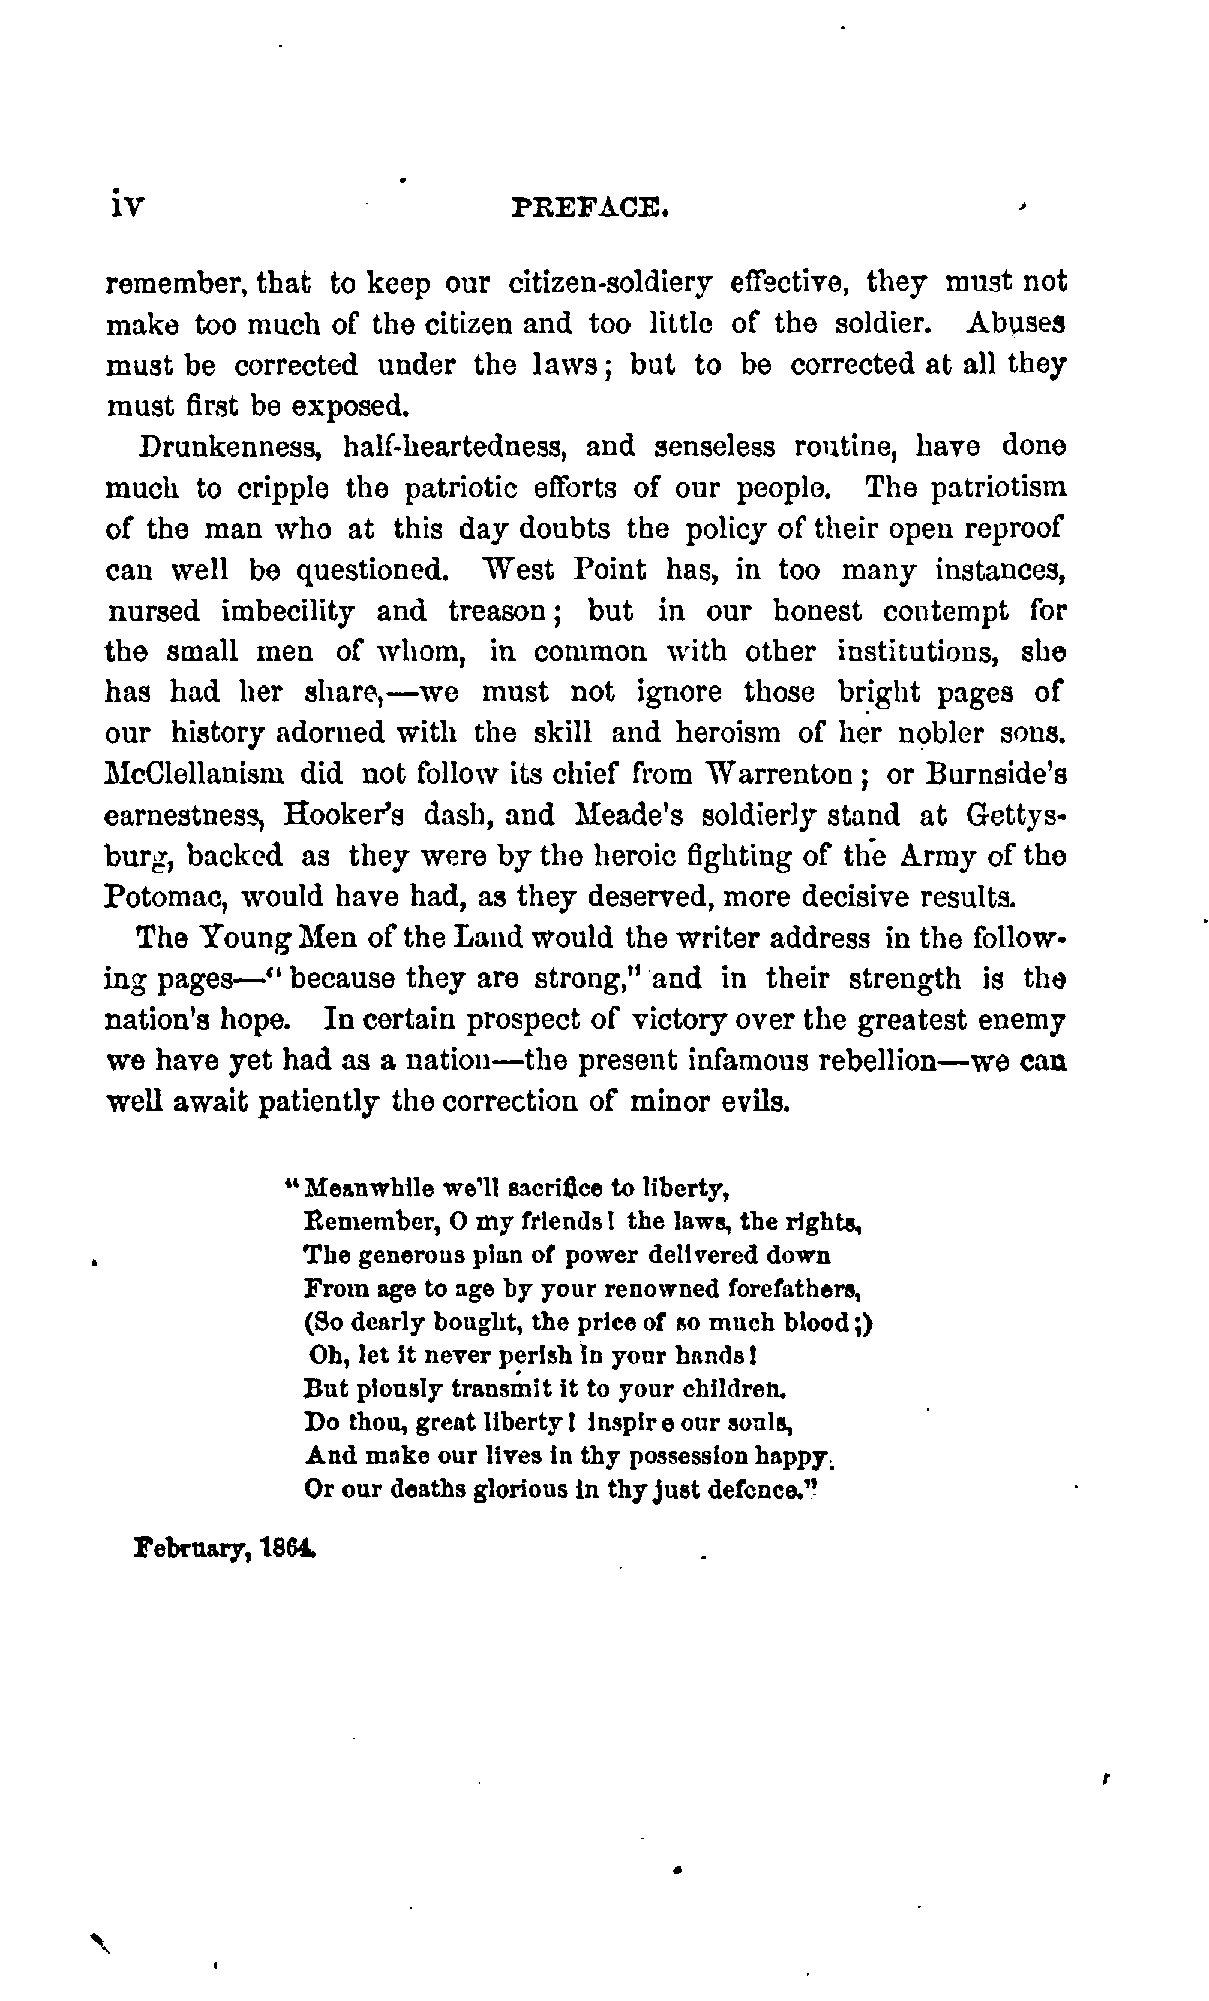 iv PREFACE.
remember, that to keep our citizen-soldiery effective, they must not
make too much of the citizen and too little of the soldier. Abuses
must be corrected under the laws; but to be corrected at all they
must first be exposed.
Drunkenness, half-heartedness, and senseless routine, have done
much to cripple the patriotic efforts of our people. The patriotism
of the man who at this day doubts the policy of their open reproof
can well be questioned. West Point has, in too many instances,
nursed imbecility and treason; but in our honest contempt for
the small men of whom, in common with other institutions, she
has had her share,—we must not ignore those bright pages of
our history adorned with the skill and heroism of her nobler sons.
McClellanism did not follow its chief from Warrenton; or Burnside's
earnestness, Hooker's dash, and Meade's soldierly stand at Gettys-
burg, backed as they were by the heroic fighting of the Army of the
Potomac, would have had, as they deserved, more decisive results.
The Young Men of the Land would the writer address in the follow-
ing pages—"because they are strong," and in their strength is the
nation's hope. In certain prospect of victory over the greatest enemy
we have yet had as a nation—the present infamous rebellion—we can
well await patiently the correction of minor evils.
"Meanwhile we'll sacrifice to liberty,
Remember, O my friends! the laws, the rights,
The generous plan of power delivered down
From age to age by your renowned forefathers,
(So dearly bought, the price of so much blood;)
Oh, let it never perish in your hands!
But piously transmit it to your children.
Do thou, great liberty! inspire our souls,
And make our lives in thy possession happy.
Or our deaths glorious in thy just defence."
February, 1864.